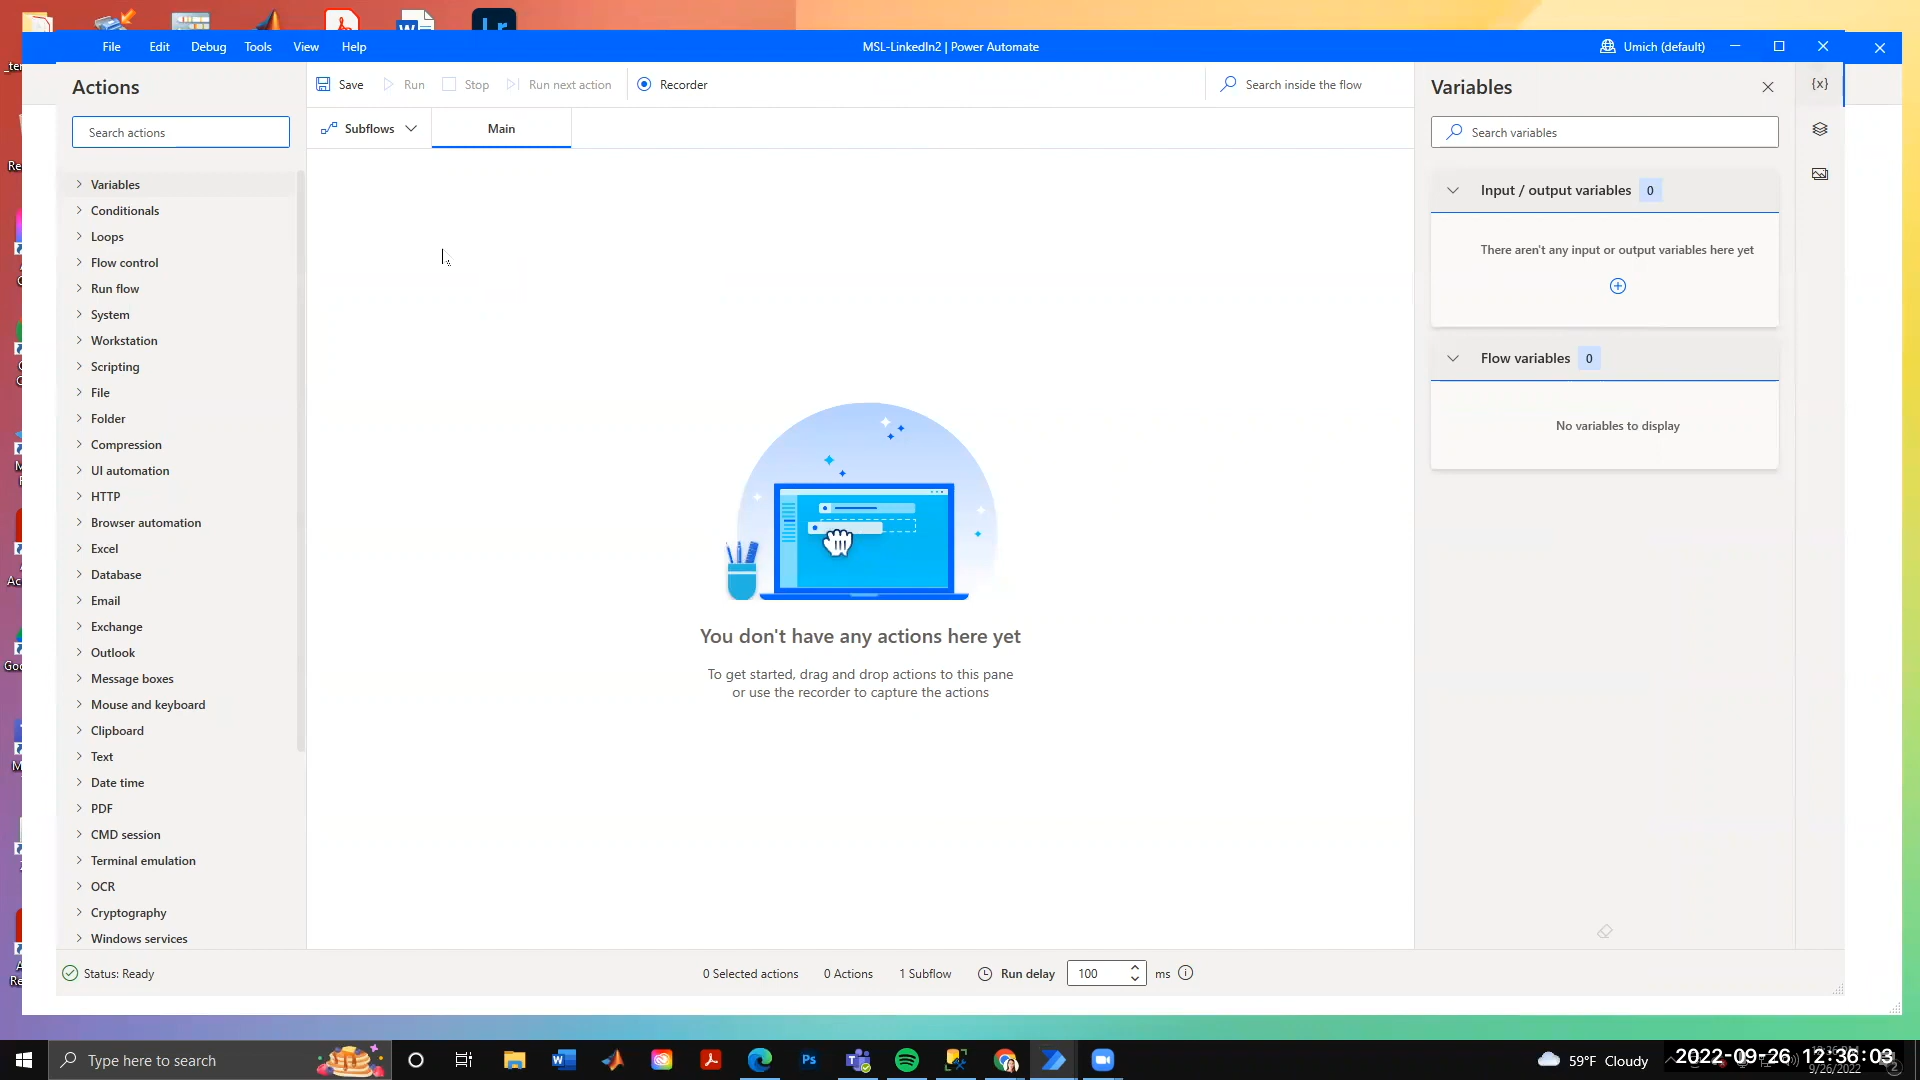 File Edit Debug Tools View Help
MSL-LinkedIn2 | Power Automate
Umich (default)
Actions
Search actions
Variables
Conditionals
Loops
Flow control
Run flow
System
Workstation
Scripting
File
Folder
Compression
UI automation
HTTP
Browser automation
Excel
Database
Email
Exchange
Outlook
Message boxes
Mouse and keyboard
Clipboard
Text
Date time
PDF
CMD session
Terminal emulation
OCR
Cryptography
Windows services
Save Run Stop Run next action Recorder
Search inside the flow
Subflows Main
You don't have any actions here yet
To get started, drag and drop actions to this pane
or use the recorder to capture the actions
Variables
{x}
Search variables
Input / output variables 0
There aren't any input or output variables here yet
Flow variables 0
No variables to display
Status: Ready
0 Selected actions 0 Actions 1 Subflow Run delay 100 ms
Type here to search
59°F Cloudy
2022-09-26 12:36:03
9/26/2022